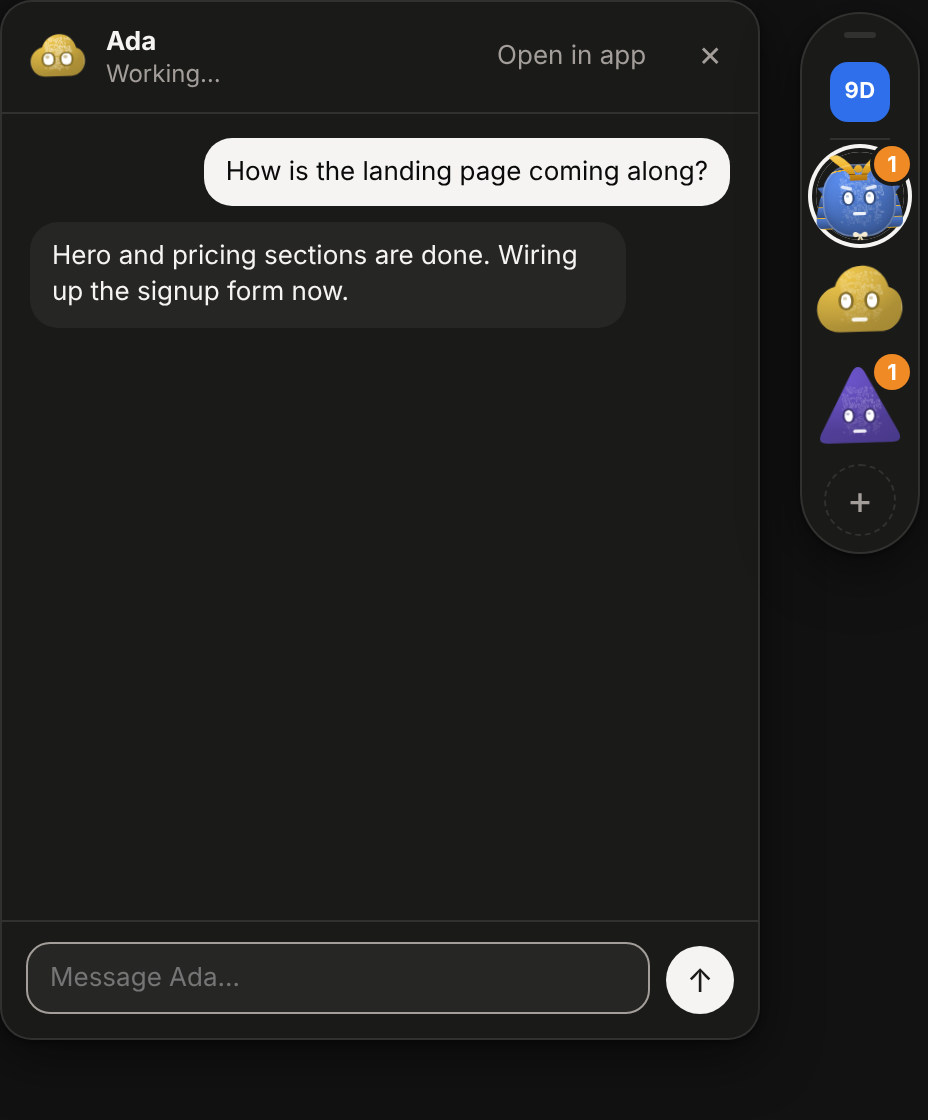 Ada
Working...
Open in app
9D
1
How is the landing page coming along?
Hero and pricing sections are done. Wiring
up the signup form now.
1
Message Ada...